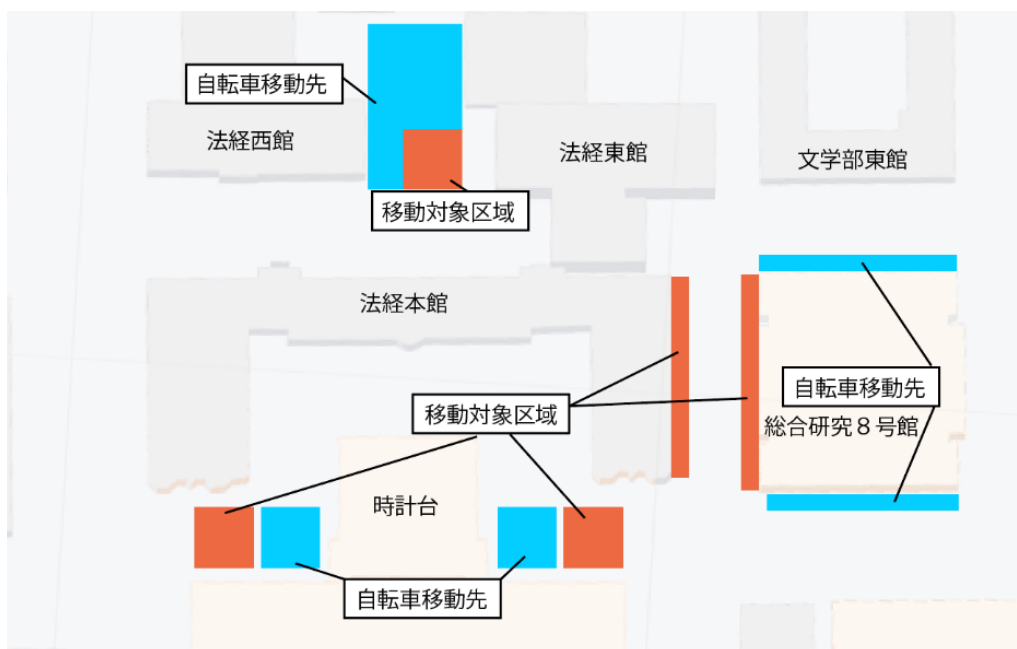 自転車移動先
法経西館
法経東館
文学部東館
移動対象区域
法経本館
自転車移動先
移動対象区域
総合研究８号館
時計台
自転車移動先